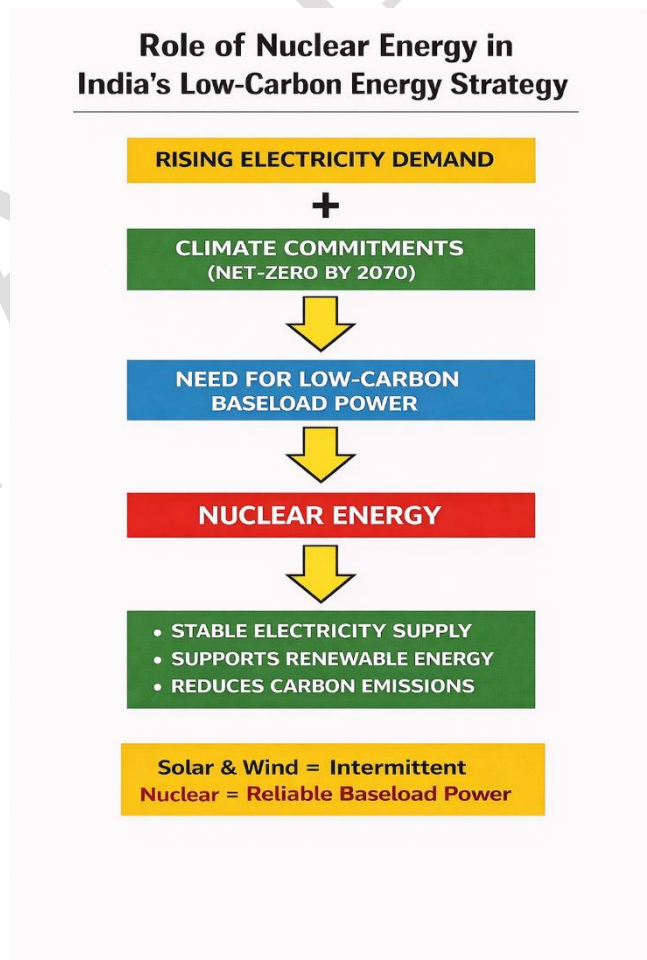 Role of Nuclear Energy in
India's Low-Carbon Energy Strategy
RISING ELECTRICITY DEMAND
+
CLIMATE COMMITMENTS
(NET-ZERO BY 2070)
NEED FOR LOW-CARBON
BASELOAD POWER
NUCLEAR ENERGY
• STABLE ELECTRICITY SUPPLY
• SUPPORTS RENEWABLE ENERGY
• REDUCES CARBON EMISSIONS
Solar & Wind = Intermittent
Nuclear = Reliable Baseload Power